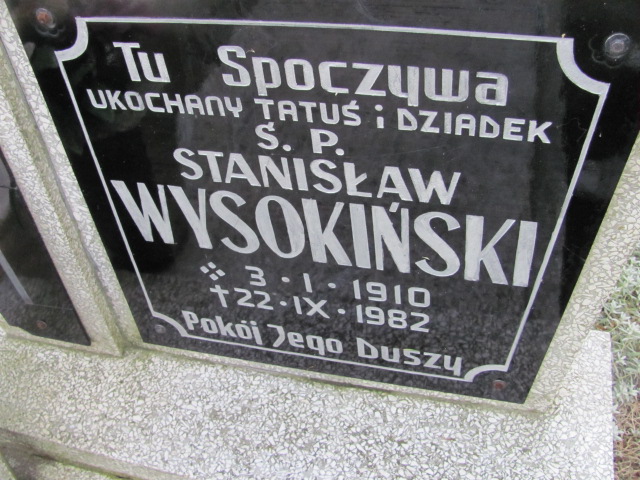 Tu Spoczywa
UKOCHANY TATUŚ i DZIADEK
Ś. P.
STANISŁAW
WYSOKIŃSKI
3 · I · 1910
† 22 · IX · 1982
Pokój Jego Duszy